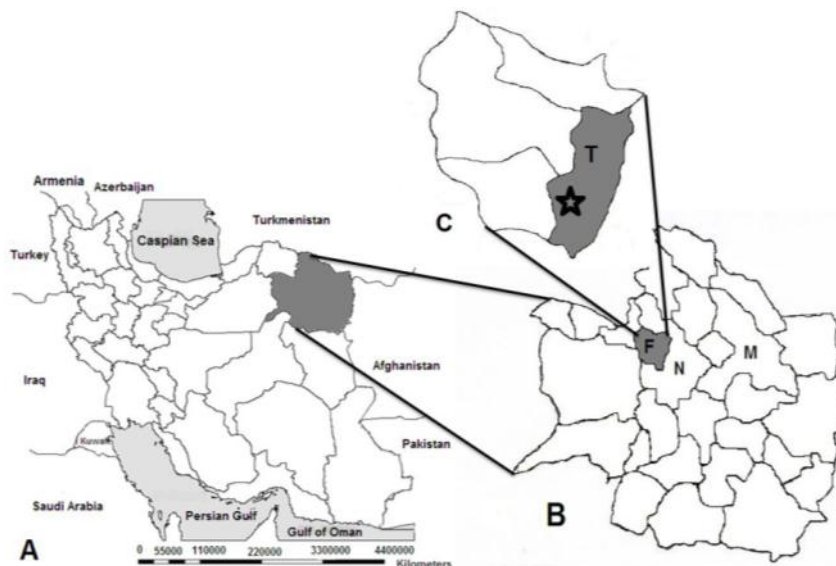 Armenia
Azerbaijan
Caspian Sea
Turkmenistan
Turkey
Iraq
Afghanistan
Kuwait
Pakistan
Saudi Arabia
Persian Gulf
Gulf of Oman
A
0 55000 110000 220000 3300000 4400000
Kilometers
T
C
F
N
M
B